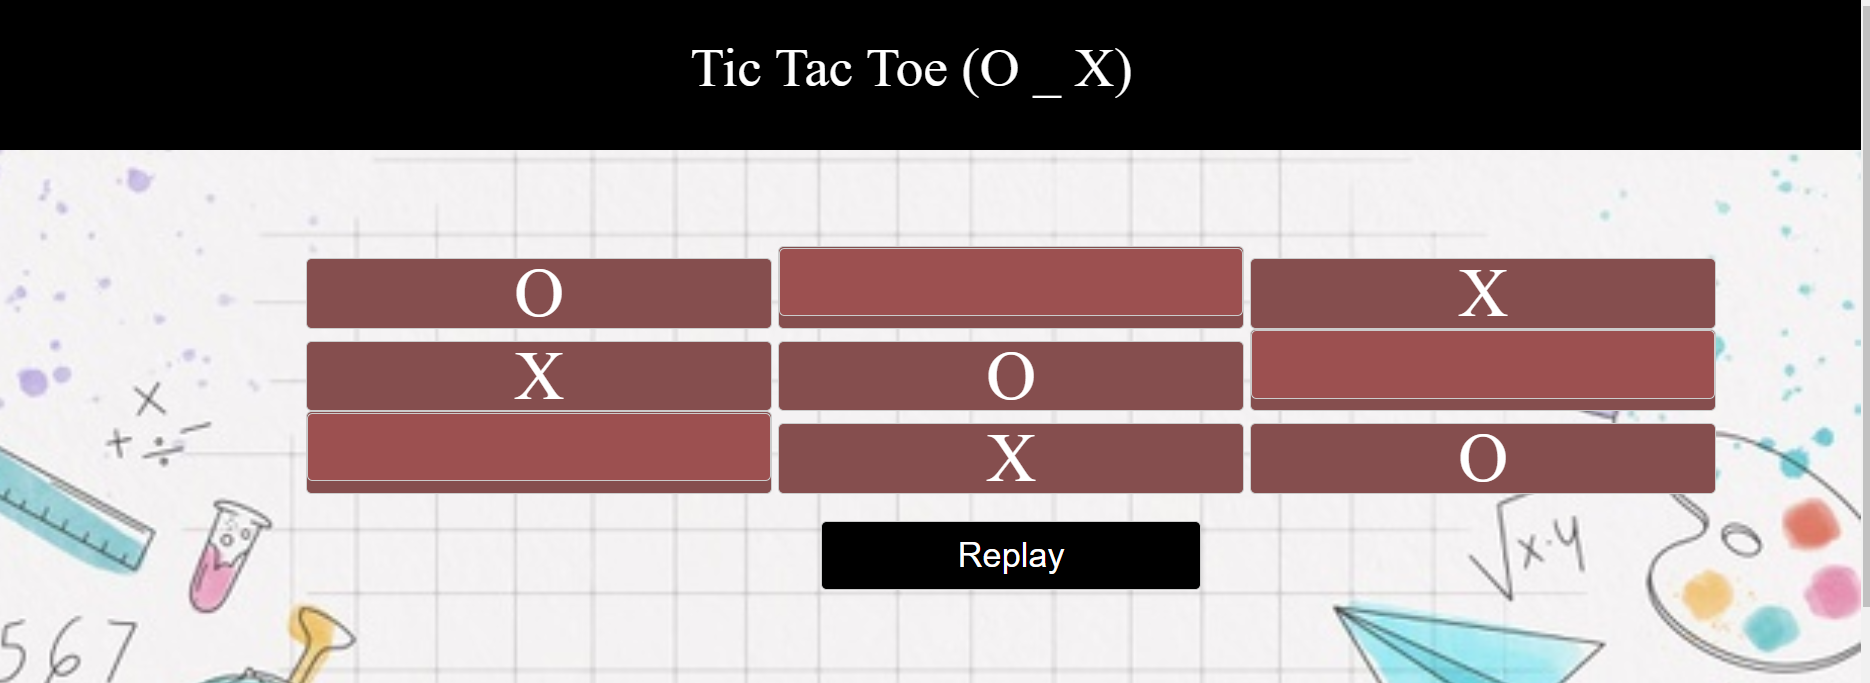 Tic Tac Toe (O _ X)
O X
X O
X O
Replay
X
+ ÷ −
√x·y
567